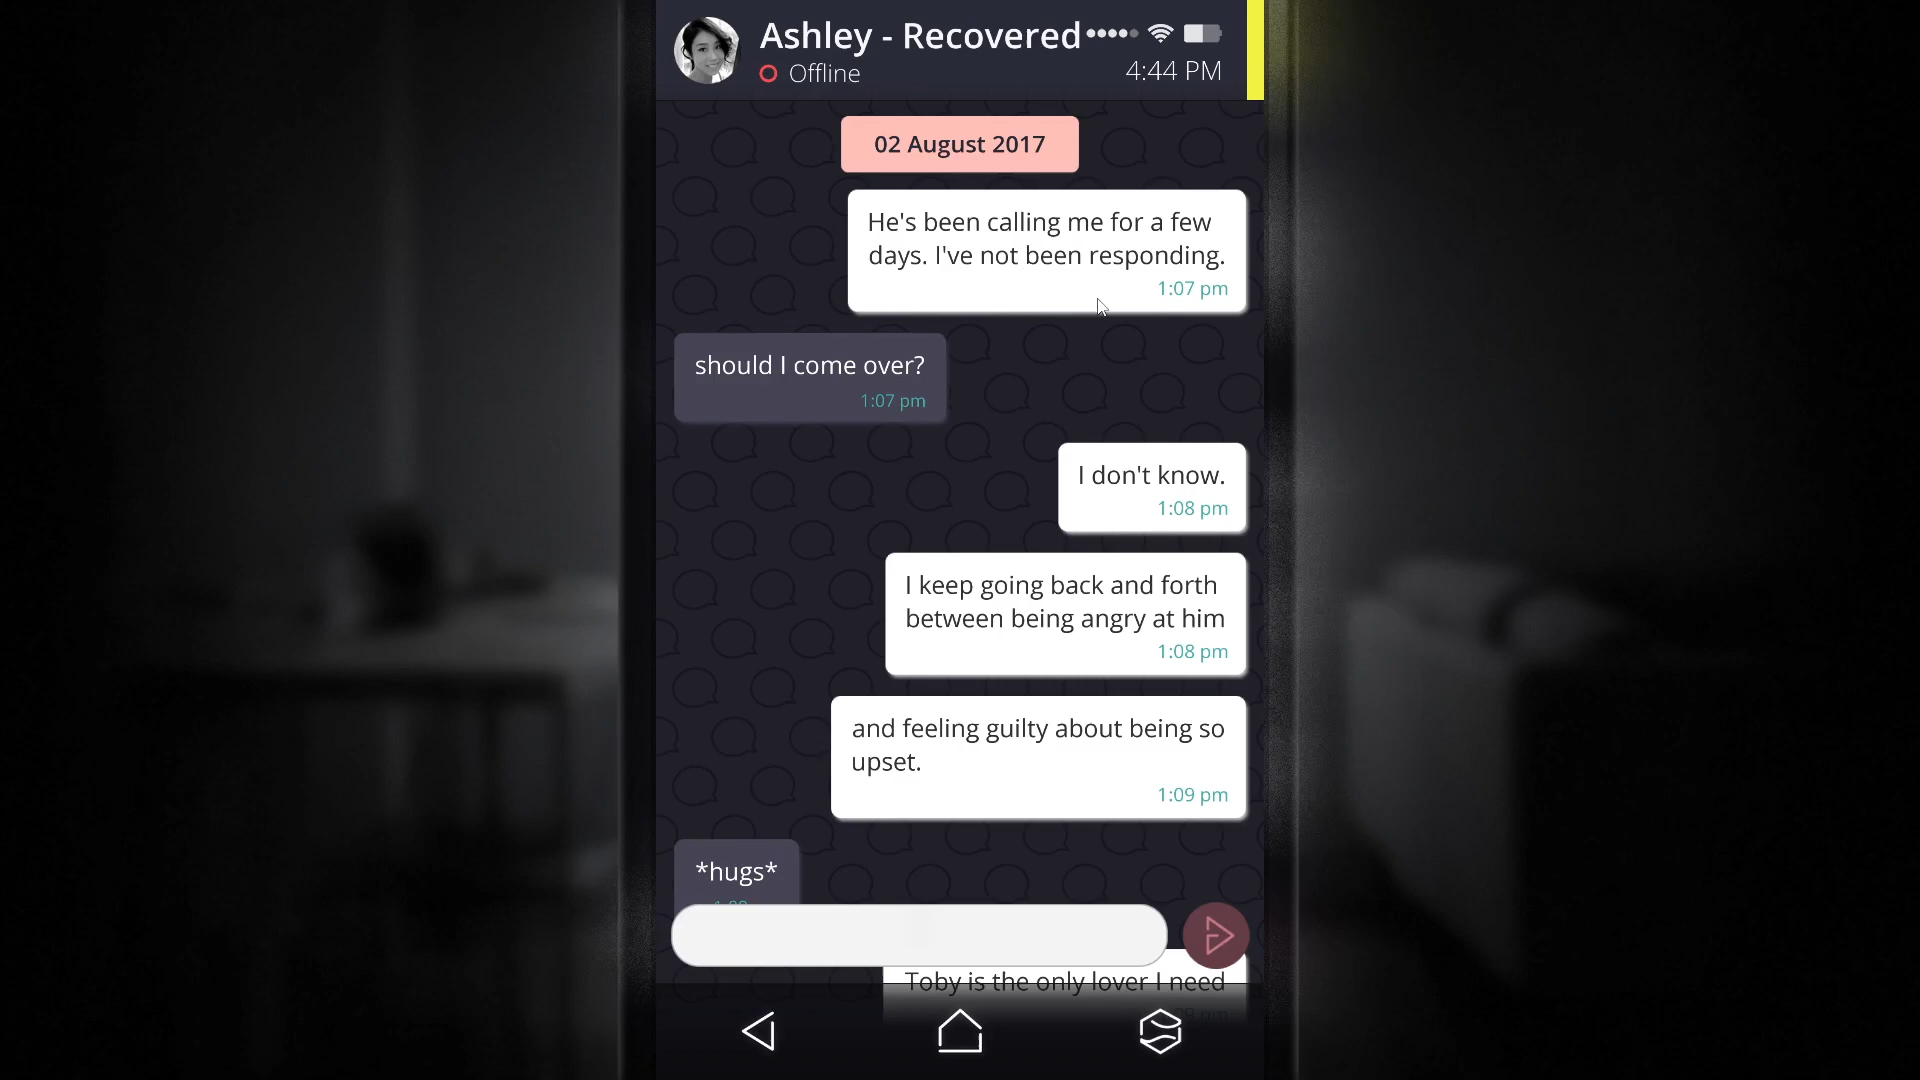 Ashley - Recovered
Offline
4:44 PM
02 August 2017
He's been calling me for a few
days. I've not been responding.
1:07 pm
should I come over?
1:07 pm
I don't know.
1:08 pm
I keep going back and forth
between being angry at him
1:08 pm
and feeling guilty about being so
upset.
1:09 pm
*hugs*
Toby is the only lover I need